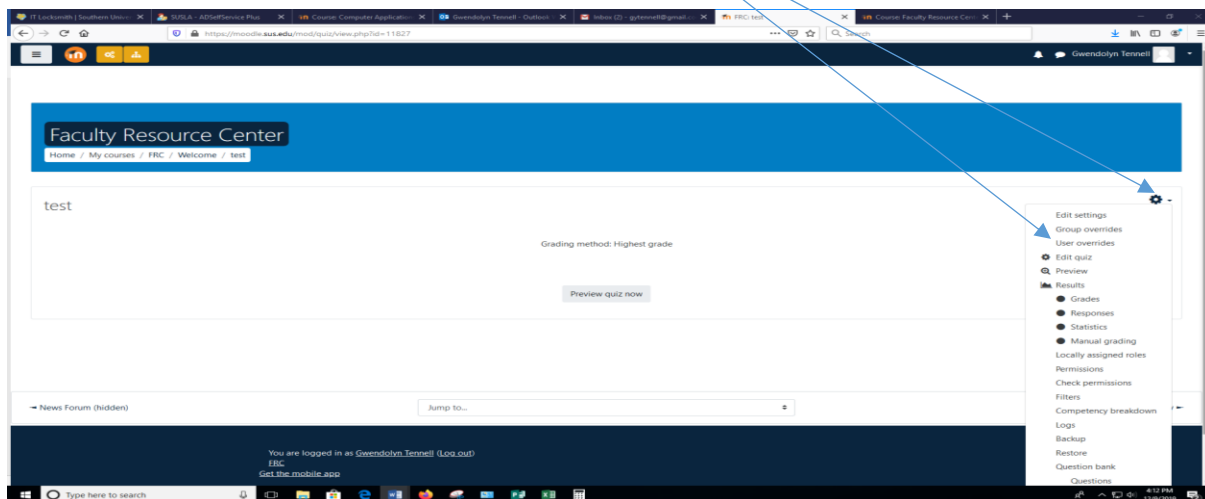 IT Locksmith | Southern Univer
SUSLA - ADSelfService Plus
Course: Computer Application
Gwendolyn Tennell - Outlook
Inbox (2) - gytennell@gmail.co
FRC: test
Course: Faculty Resource Cent
https://moodle.sus.edu/mod/quiz/view.php?id=11827
Search
Gwendolyn Tennell
Faculty Resource Center
Home / My courses / FRC / Welcome / test
test
Grading method: Highest grade
Preview quiz now
Edit settings
Group overrides
User overrides
Edit quiz
Preview
Results
Grades
Responses
Statistics
Manual grading
Locally assigned roles
Permissions
Check permissions
Filters
Competency breakdown
Logs
Backup
Restore
Question bank
Questions
◄ News Forum (hidden)
Jump to...
You are logged in as Gwendolyn Tennell (Log out)
FRC
Get the mobile app
Type here to search
4:12 PM